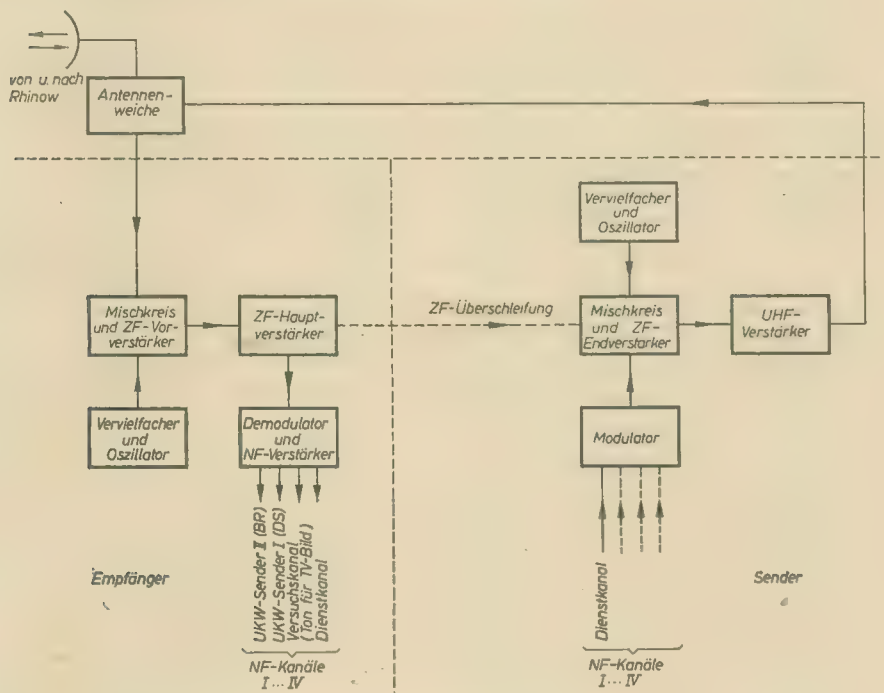 von u. nach
Rhinow
Antennen-
weiche
Vervielfacher
und
Oszillator
Mischkreis
und ZF-Vor-
verstärker
ZF-Haupt-
verstärker
ZF-Überschleifung
Mischkreis
und ZF-
Endverstärker
UHF-
Verstärker
Vervielfacher
und
Oszillator
Demodulator
und
NF-Verstärker
Modulator
UKW-Sender II (BR)
UKW-Sender I (DS)
Versuchskanal
(Ton für TV-Bild)
Dienstkanal
Dienstkanal
Empfänger
Sender
NF-Kanäle
I...IV
NF-Kanäle
I...IV